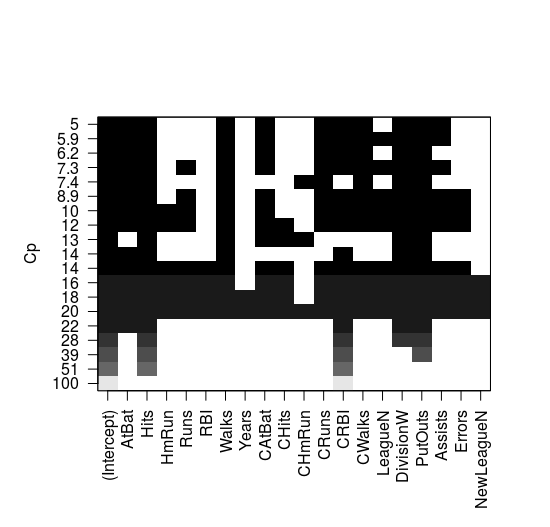 Cp
5
5.9
6.2
7.3
7.4
8.9
10
12
13
14
14
16
18
20
22
28
39
51
100
(Intercept)
AtBat
Hits
HmRun
Runs
RBI
Walks
Years
CAtBat
CHits
CHmRun
CRuns
CRBI
CWalks
LeagueN
DivisionW
PutOuts
Assists
Errors
NewLeagueN